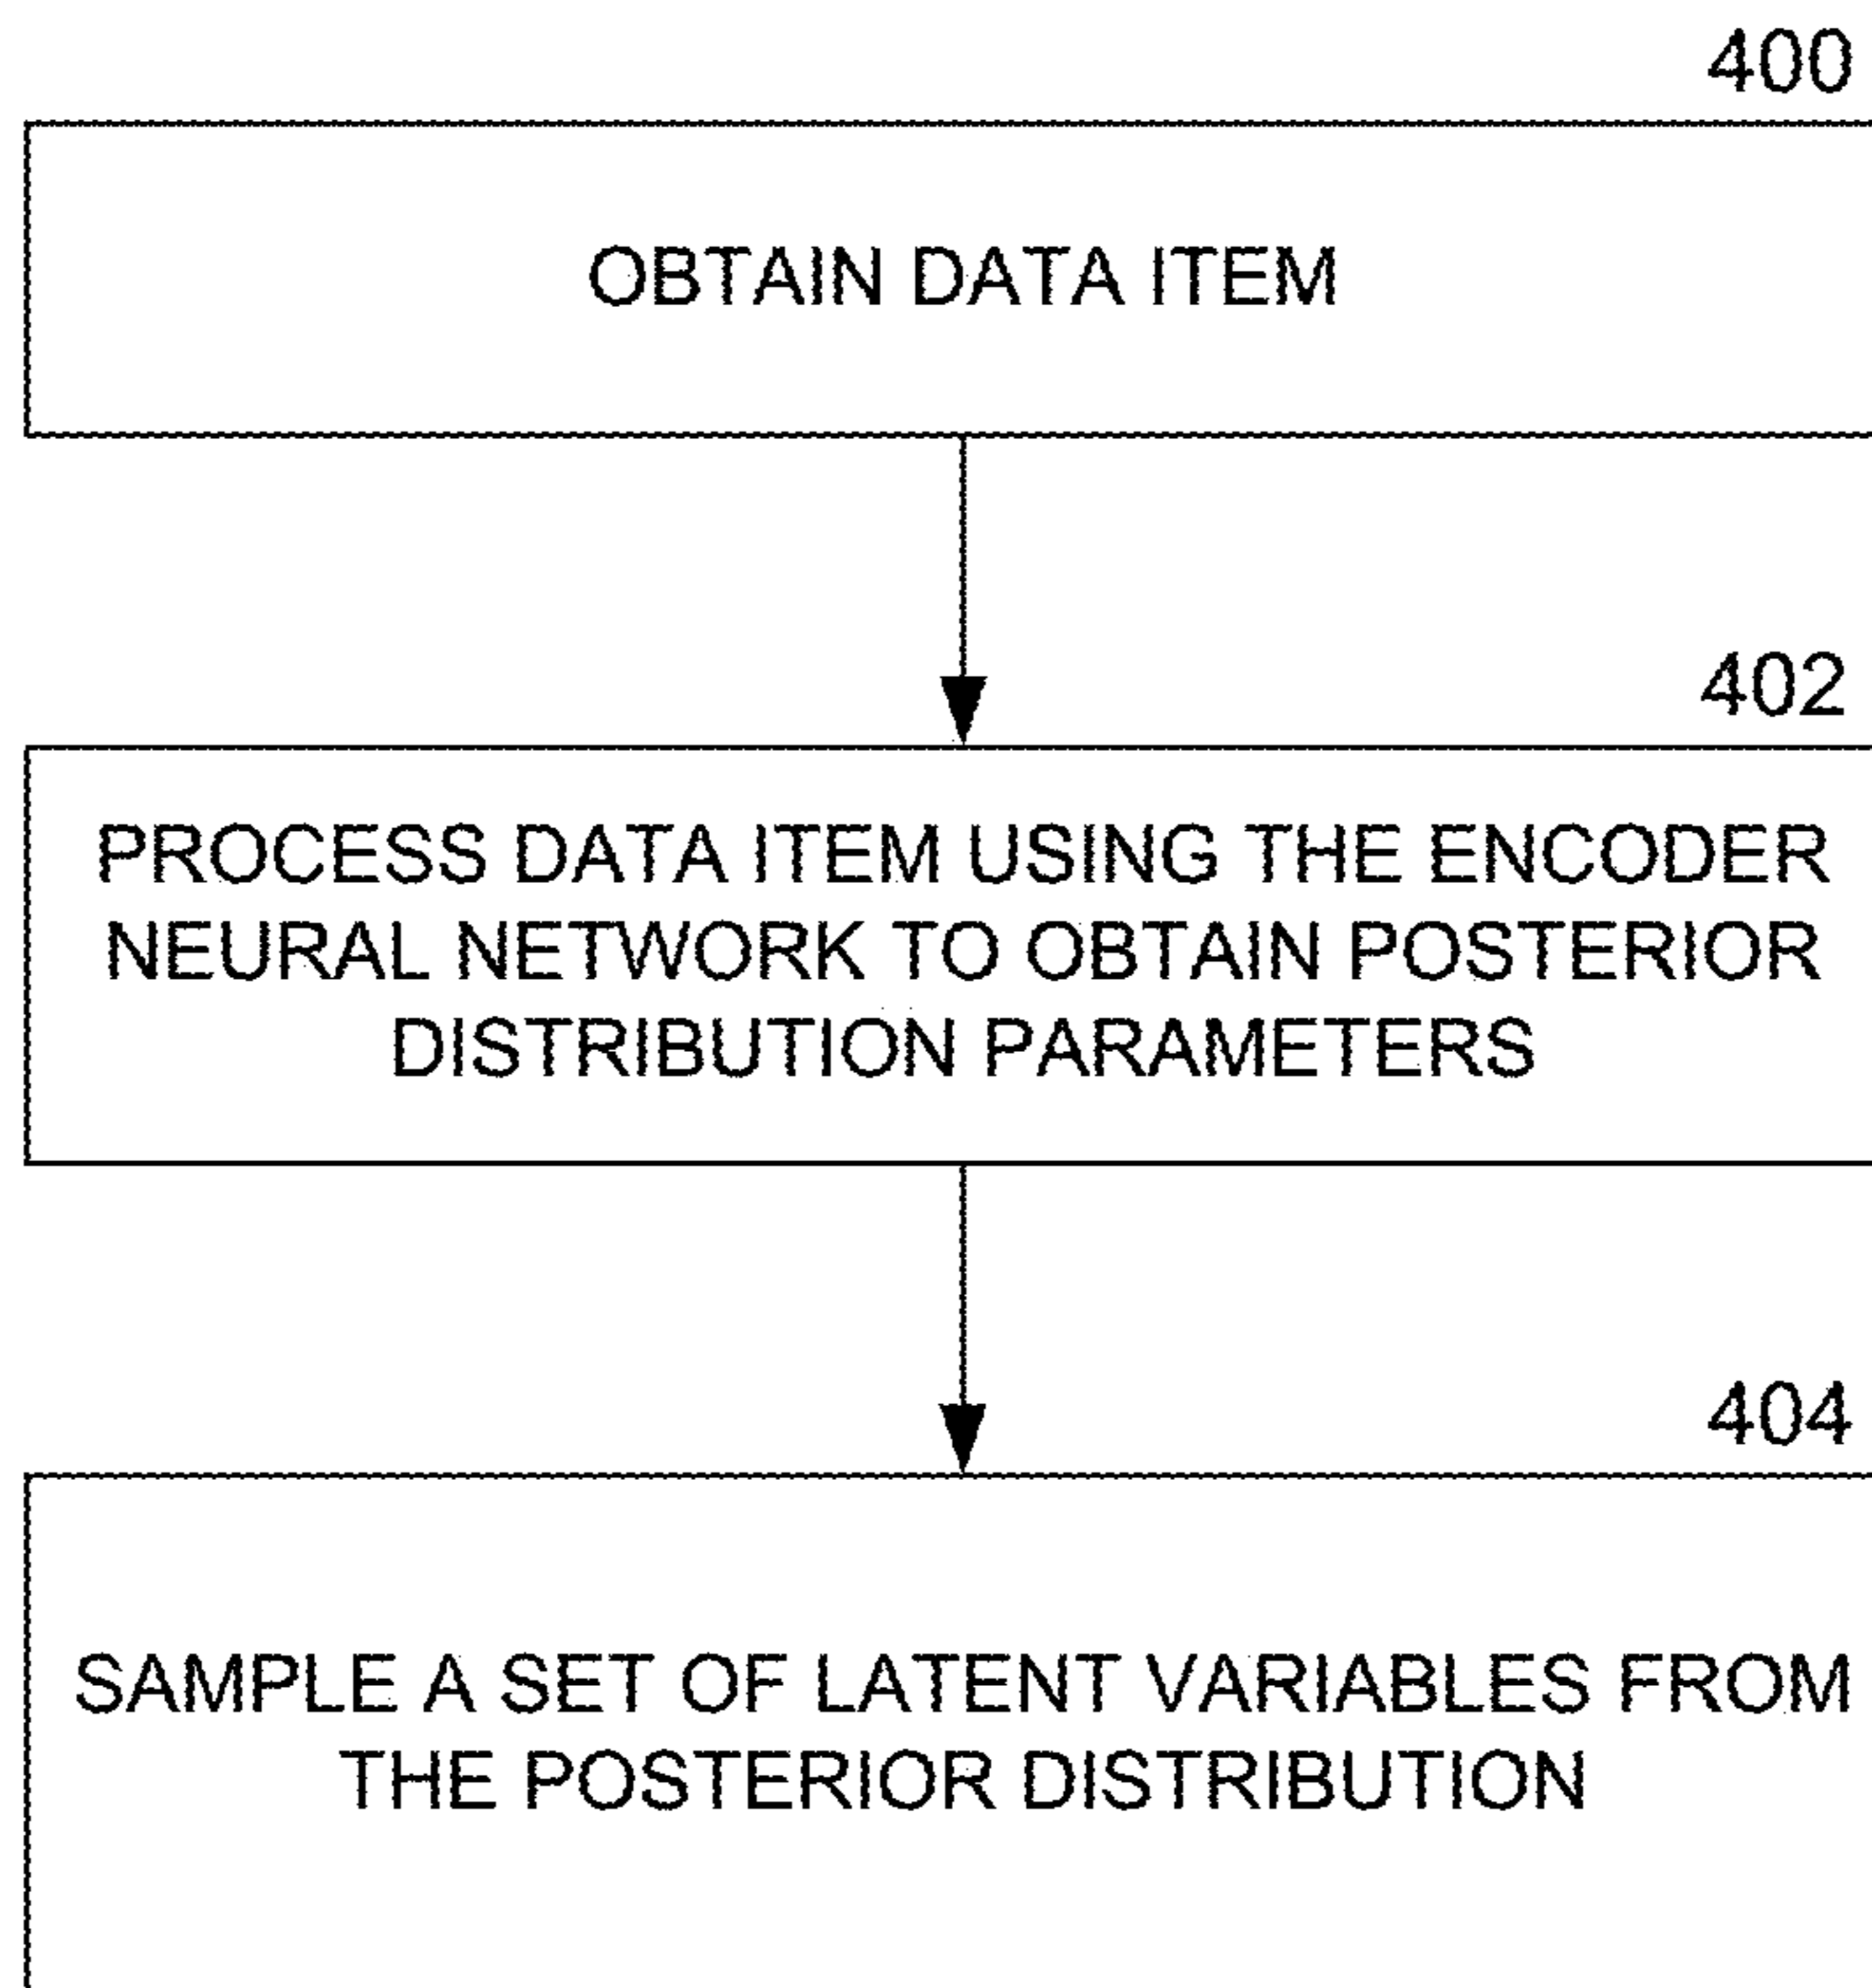 400
OBTAIN DATA ITEM
402
PROCESS DATA ITEM USING THE ENCODER
NEURAL NETWORK TO OBTAIN POSTERIOR
DISTRIBUTION PARAMETERS
404
SAMPLE A SET OF LATENT VARIABLES FROM
THE POSTERIOR DISTRIBUTION